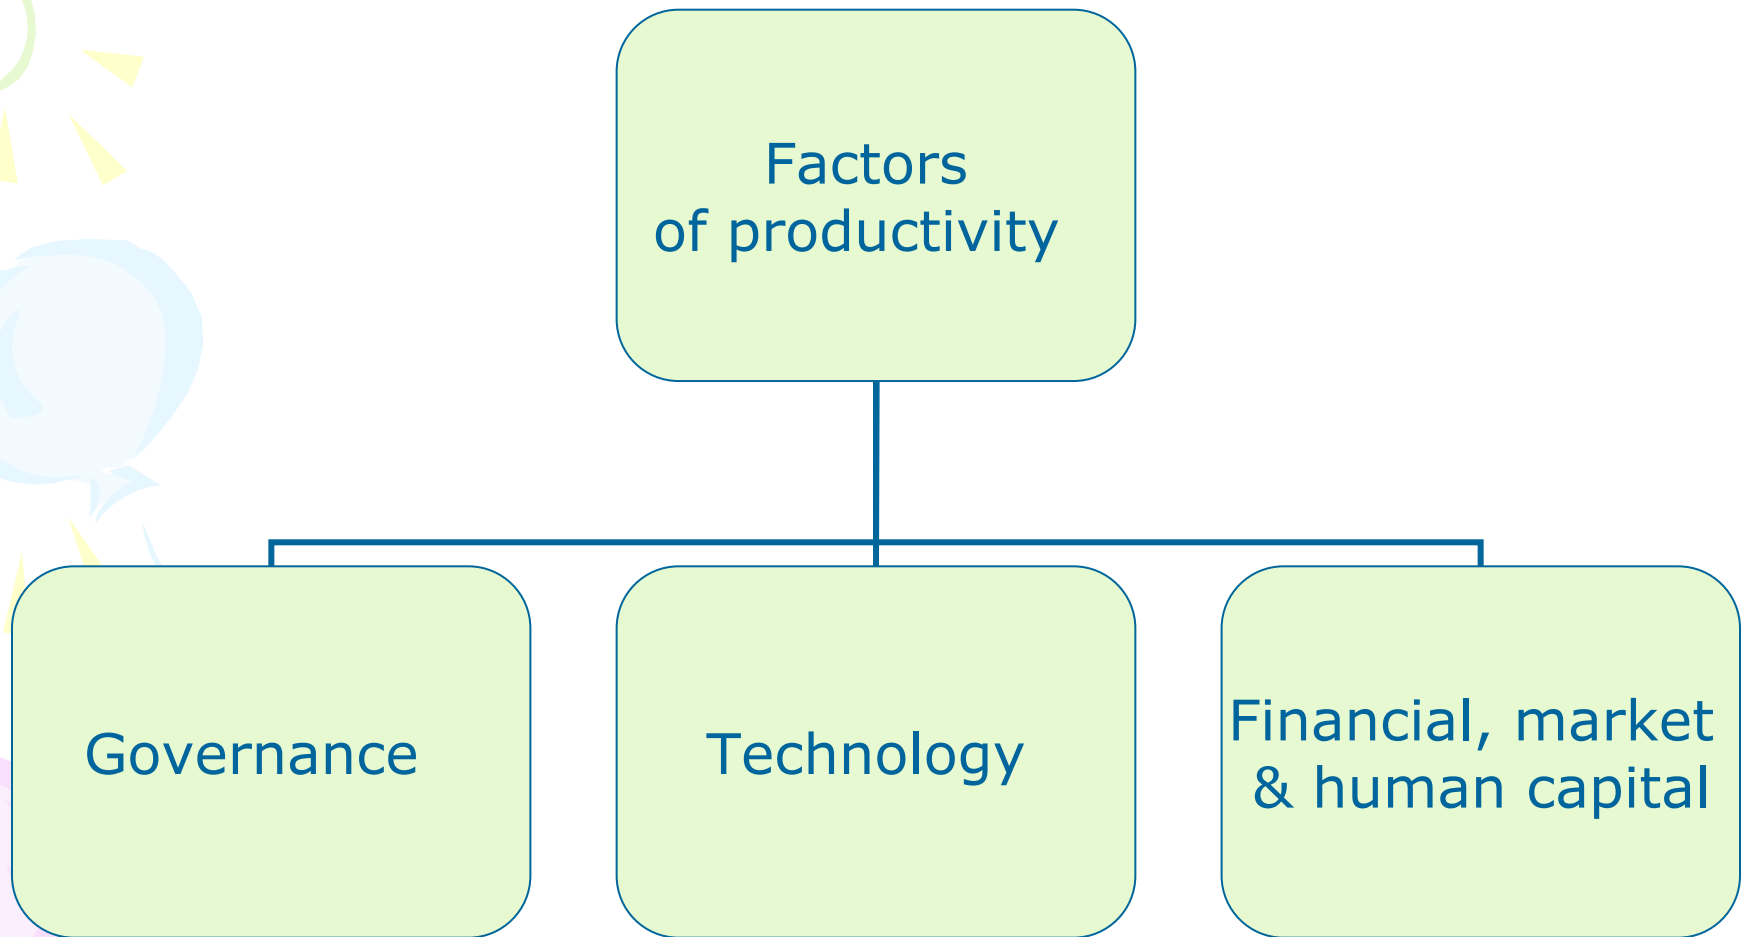 Factors
of productivity
Governance
Technology
Financial, market
& human capital